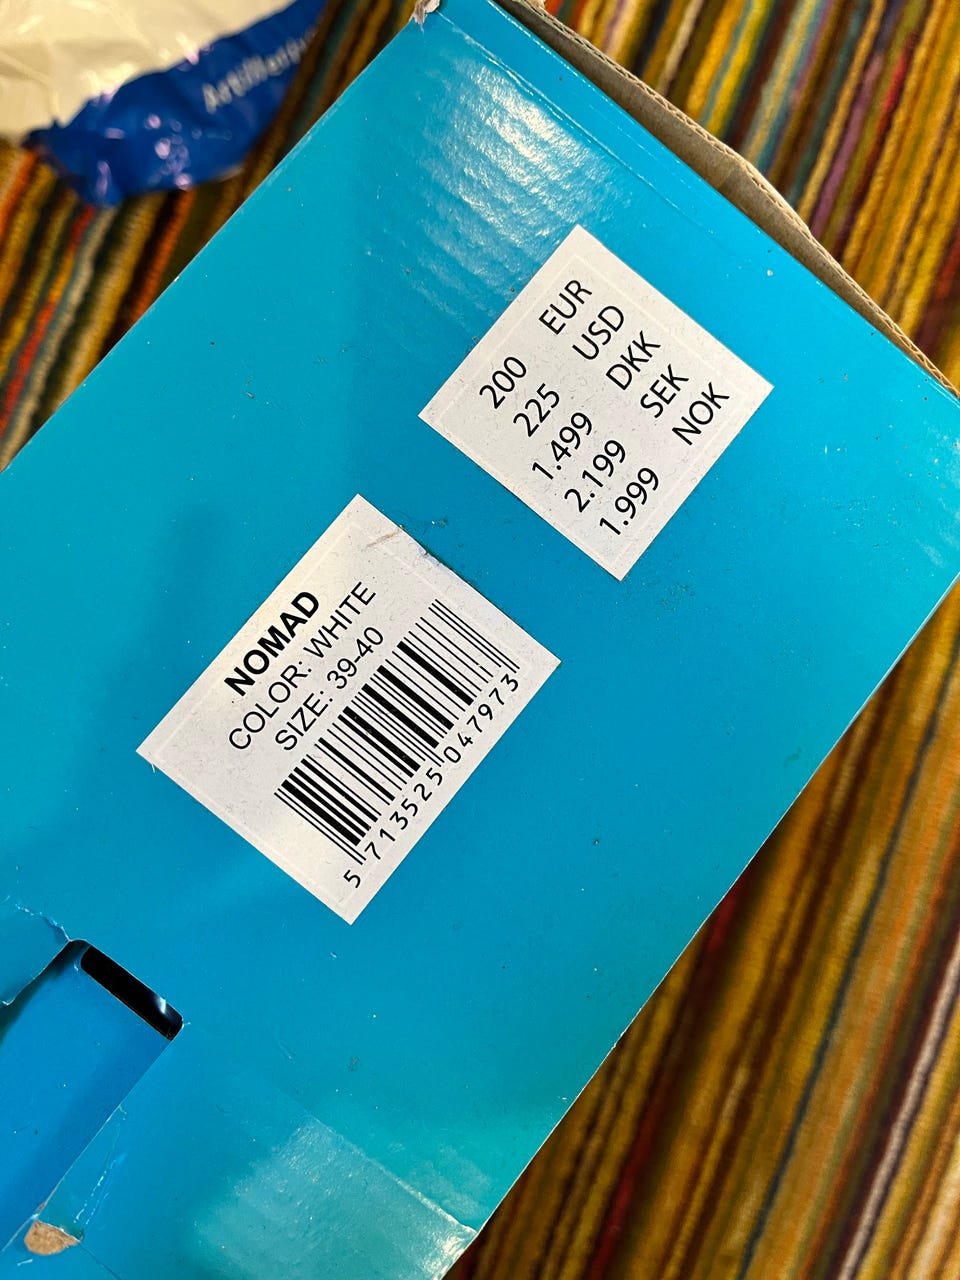 200 EUR
225 USD
1.499 DKK
2.199 SEK
1.999 NOK
NOMAD
COLOR: WHITE
SIZE: 39-40
5 713525 047973